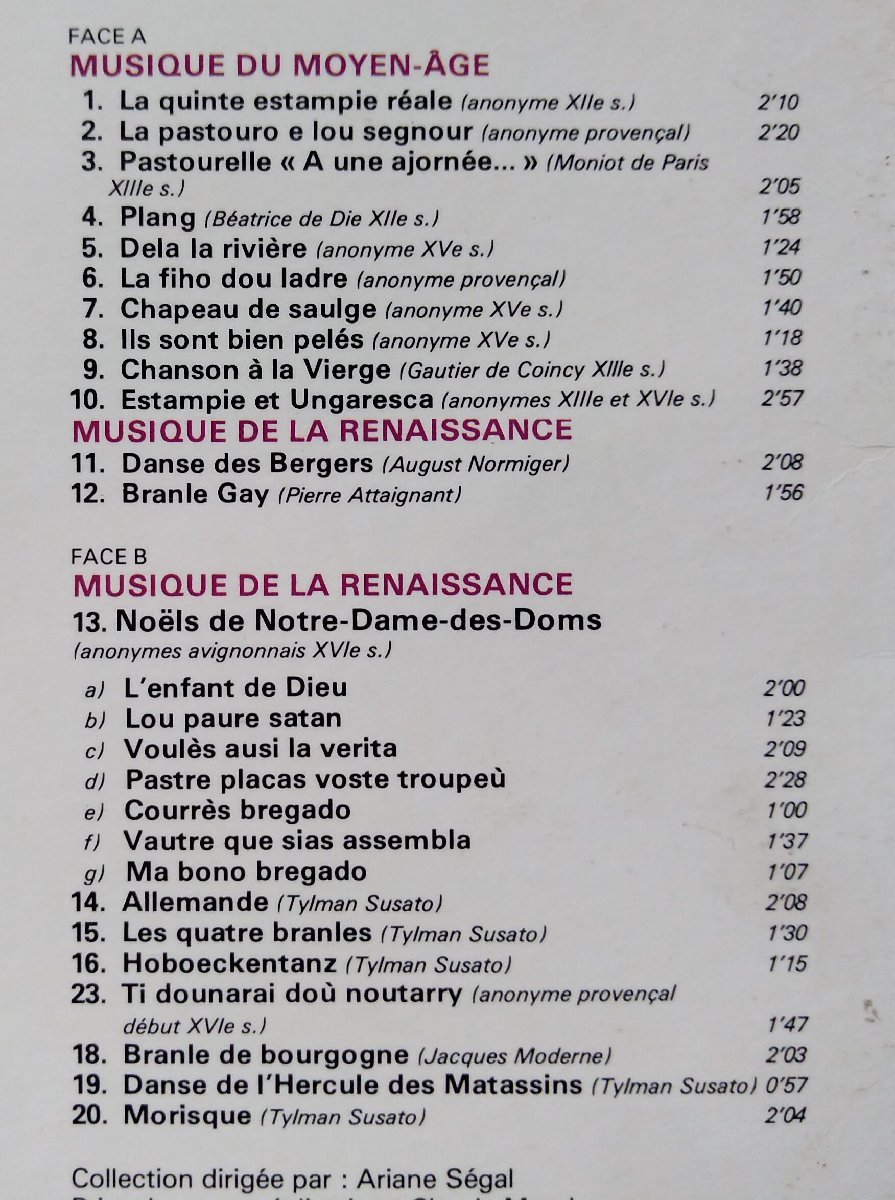 FACE A
MUSIQUE DU MOYEN-ÂGE
1. La quinte estampie réale (anonyme XIIe s.) 2'10
2. La pastouro e lou segnour (anonyme provençal) 2'20
3. Pastourelle « A une ajornée... » (Moniot de Paris
XIIIe s.) 2'05
4. Plang (Béatrice de Die XIIe s.) 1'58
5. Dela la rivière (anonyme XVe s.) 1'24
6. La fiho dou ladre (anonyme provençal) 1'50
7. Chapeau de saulge (anonyme XVe s.) 1'40
8. Ils sont bien pelés (anonyme XVe s.) 1'18
9. Chanson à la Vierge (Gautier de Coincy XIIIe s.) 1'38
10. Estampie et Ungaresca (anonymes XIIIe et XVIe s.) 2'57
MUSIQUE DE LA RENAISSANCE
11. Danse des Bergers (August Normiger) 2'08
12. Branle Gay (Pierre Attaignant) 1'56
FACE B
MUSIQUE DE LA RENAISSANCE
13. Noëls de Notre-Dame-des-Doms
(anonymes avignonnais XVIe s.)
a) L'enfant de Dieu 2'00
b) Lou paure satan 1'23
c) Voulès ausi la verita 2'09
d) Pastre placas voste troupeù 2'28
e) Courrès bregado 1'00
f) Vautre que sias assembla 1'37
g) Ma bono bregado 1'07
14. Allemande (Tylman Susato) 2'08
15. Les quatre branles (Tylman Susato) 1'30
16. Hoboeckentanz (Tylman Susato) 1'15
23. Ti dounarai doù noutarry (anonyme provençal
début XVIe s.) 1'47
18. Branle de bourgogne (Jacques Moderne) 2'03
19. Danse de l'Hercule des Matassins (Tylman Susato) 0'57
20. Morisque (Tylman Susato) 2'04
Collection dirigée par : Ariane Ségal